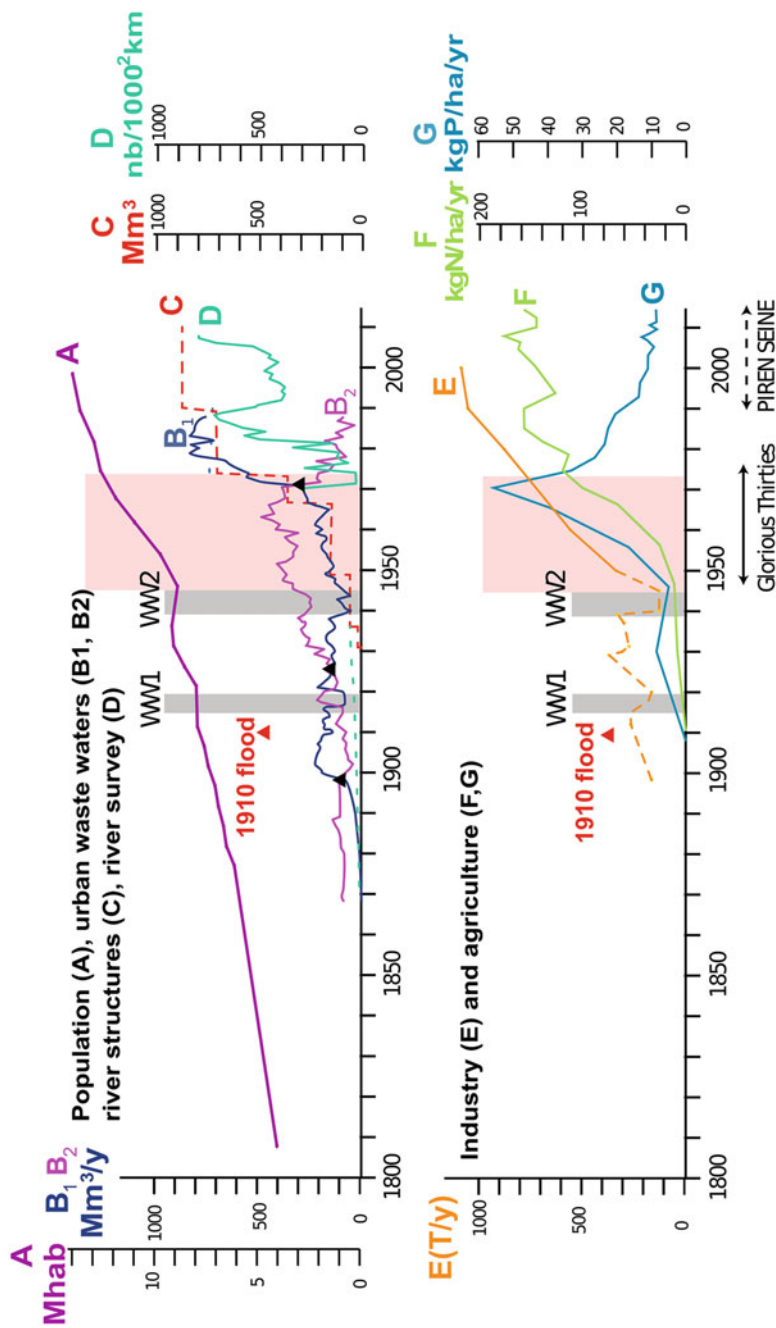 A
Mhab
B1 B2
Mm³/y
10
5
0
1000
500
0
Population (A), urban waste waters (B1, B2)
river structures (C), river survey (D)
1910 flood
WW1
WW2
A
B1
B2
C
D
1800
1850
1900
1950
2000
C
Mm³
1000
500
0
D
nb/1000²km
1000
500
0
E(T/y)
1000
500
0
Industry (E) and agriculture (F,G)
1910 flood
WW1
WW2
E
F
G
1800
1850
1900
1950
2000
Glorious Thirties
PIREN SEINE
F
kgN/ha/yr
200
100
0
G
kgP/ha/yr
60
50
40
30
20
10
0